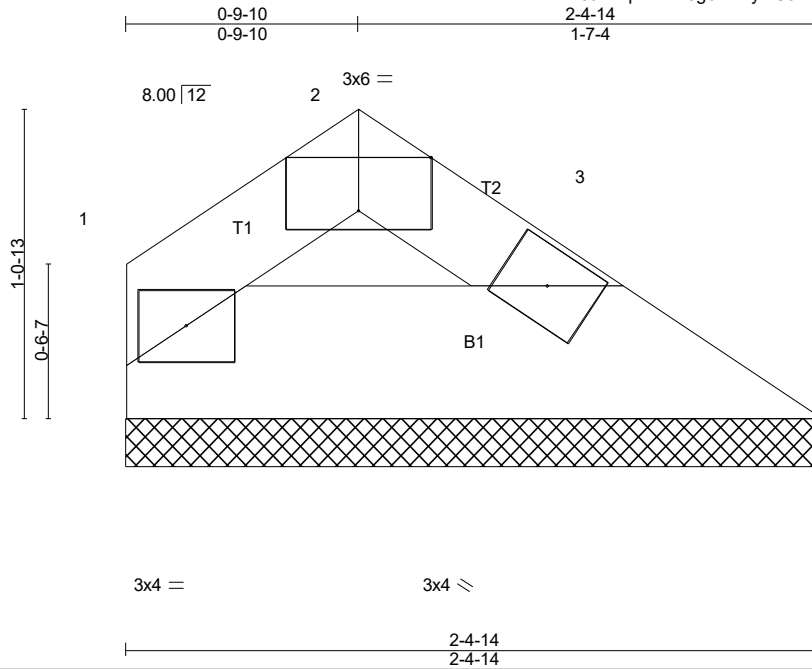 0-9-10 2-4-14
0-9-10 1-7-4
3x6 =
8.00 12 2
T2 3
1 T1
1-0-13
0-6-7
B1
3x4 = 3x4
2-4-14
2-4-14